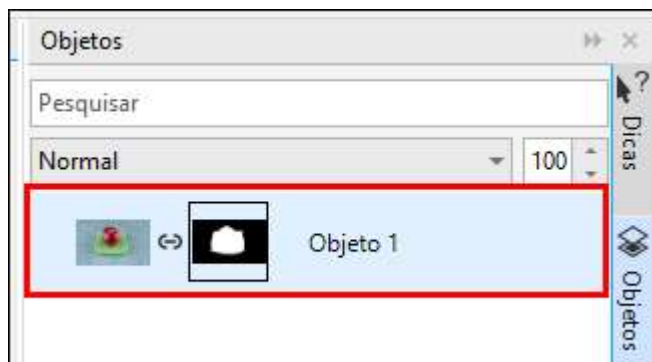 Objetos
Pesquisar
Normal
100
Objeto 1
?
Dicas
Objetos